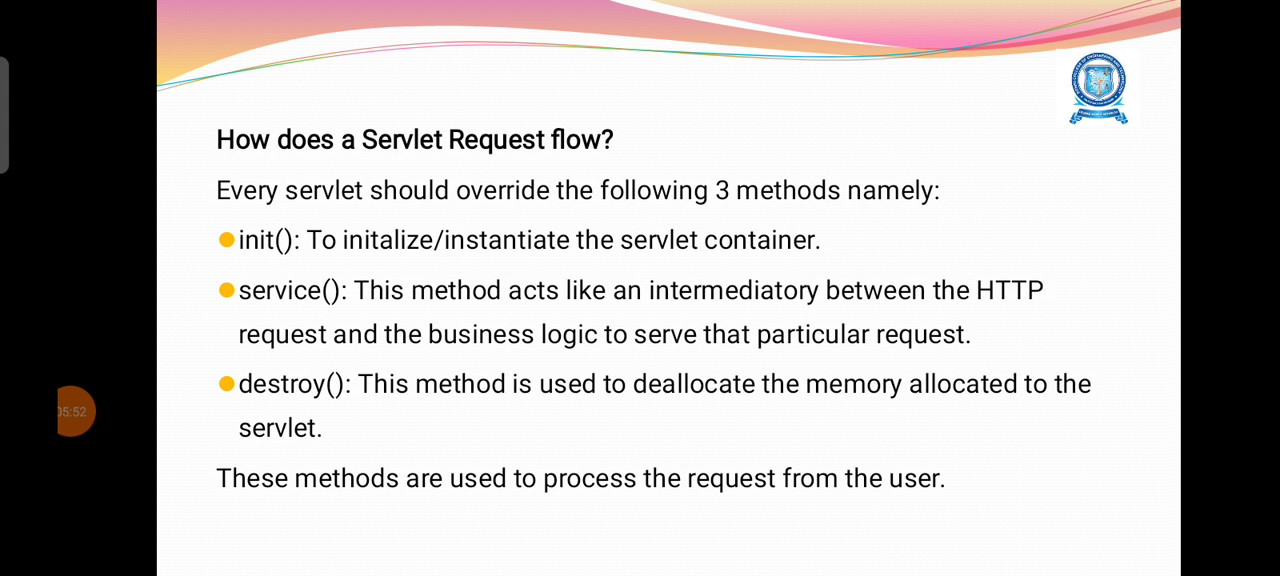 How does a Servlet Request flow?
Every servlet should override the following 3 methods namely:
init(): To initalize/instantiate the servlet container.
service(): This method acts like an intermediatory between the HTTP
request and the business logic to serve that particular request.
destroy(): This method is used to deallocate the memory allocated to the
servlet.
These methods are used to process the request from the user.
05:52